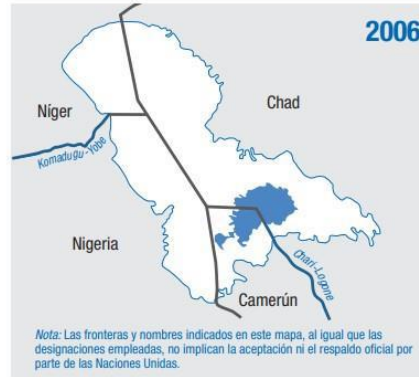 2006
Chad
Níger
Komadugu-Yobe
Nigeria
Chari-Logone
Camerún
Nota: Las fronteras y nombres indicados en este mapa, al igual que las
designaciones empleadas, no implican la aceptación ni el respaldo oficial por
parte de las Naciones Unidas.